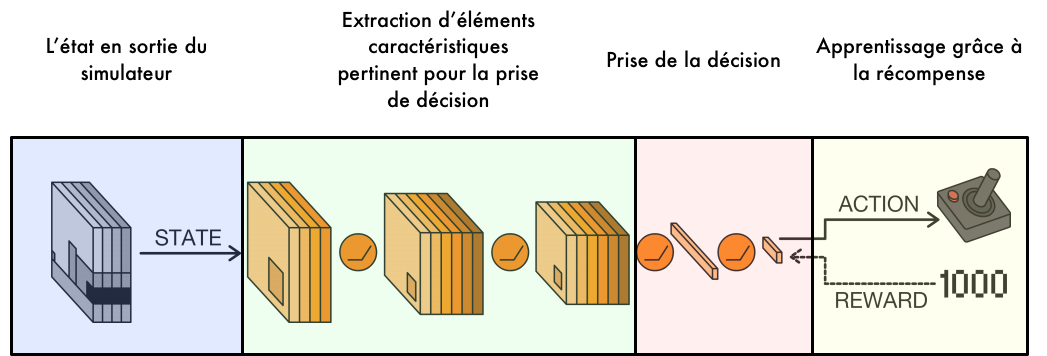 L’état en sortie du
simulateur
Extraction d’éléments
caractéristiques
pertinent pour la prise
de décision
Prise de la décision
Apprentissage grâce à
la récompense
STATE
ACTION
REWARD
1000